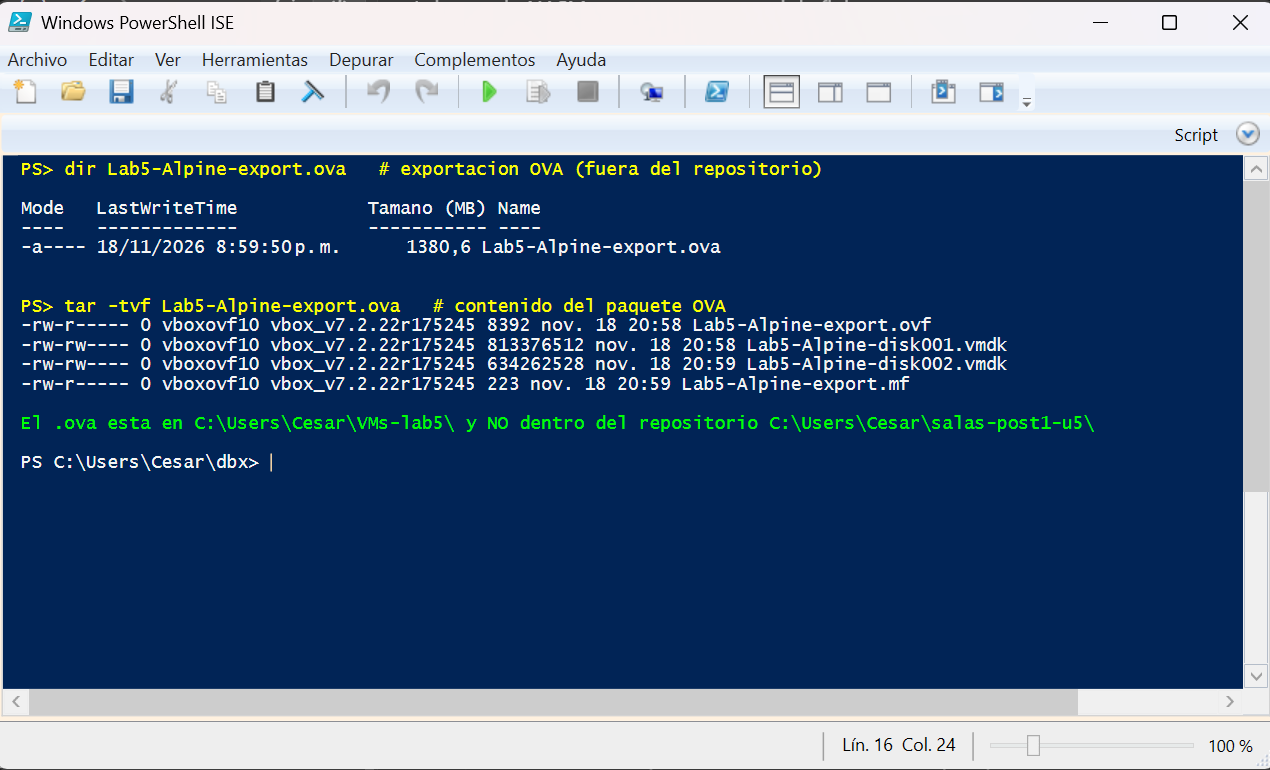 Windows PowerShell ISE
Archivo Editar Ver Herramientas Depurar Complementos Ayuda
Script
PS> dir Lab5-Alpine-export.ova   # exportacion OVA (fuera del repositorio)
Mode   LastWriteTime            Tamano (MB) Name
----   -------------            ----------- ----
-a---- 18/11/2026 8:59:50p.m.      1380,6 Lab5-Alpine-export.ova
PS> tar -tvf Lab5-Alpine-export.ova   # contenido del paquete OVA
-rw-r----- 0 vboxovf10 vbox_v7.2.22r175245 8392 nov. 18 20:58 Lab5-Alpine-export.ovf
-rw-rw---- 0 vboxovf10 vbox_v7.2.22r175245 813376512 nov. 18 20:58 Lab5-Alpine-disk001.vmdk
-rw-rw---- 0 vboxovf10 vbox_v7.2.22r175245 634262528 nov. 18 20:59 Lab5-Alpine-disk002.vmdk
-rw-r----- 0 vboxovf10 vbox_v7.2.22r175245 223 nov. 18 20:59 Lab5-Alpine-export.mf
El .ova esta en C:\Users\Cesar\VMs-lab5\ y NO dentro del repositorio C:\Users\Cesar\salas-post1-u5\
PS C:\Users\Cesar\dbx>
Lín. 16 Col. 24
100 %